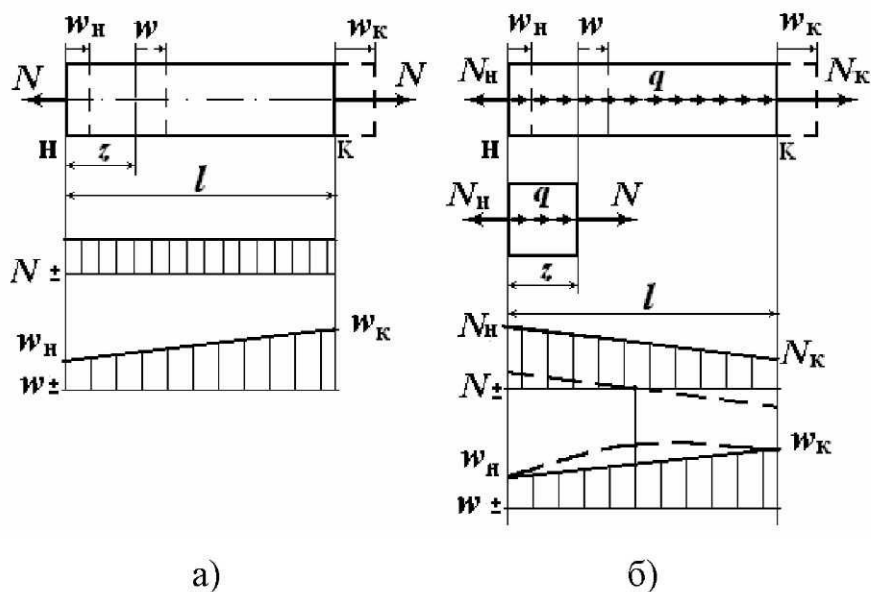 wн w wк
N N
н к
z
l
N ±
wн wк
w ±
а)
wн w wк
Nн q Nк
н к
Nн q N
z
l
Nн Nк
N ±
wн wк
w ±
б)